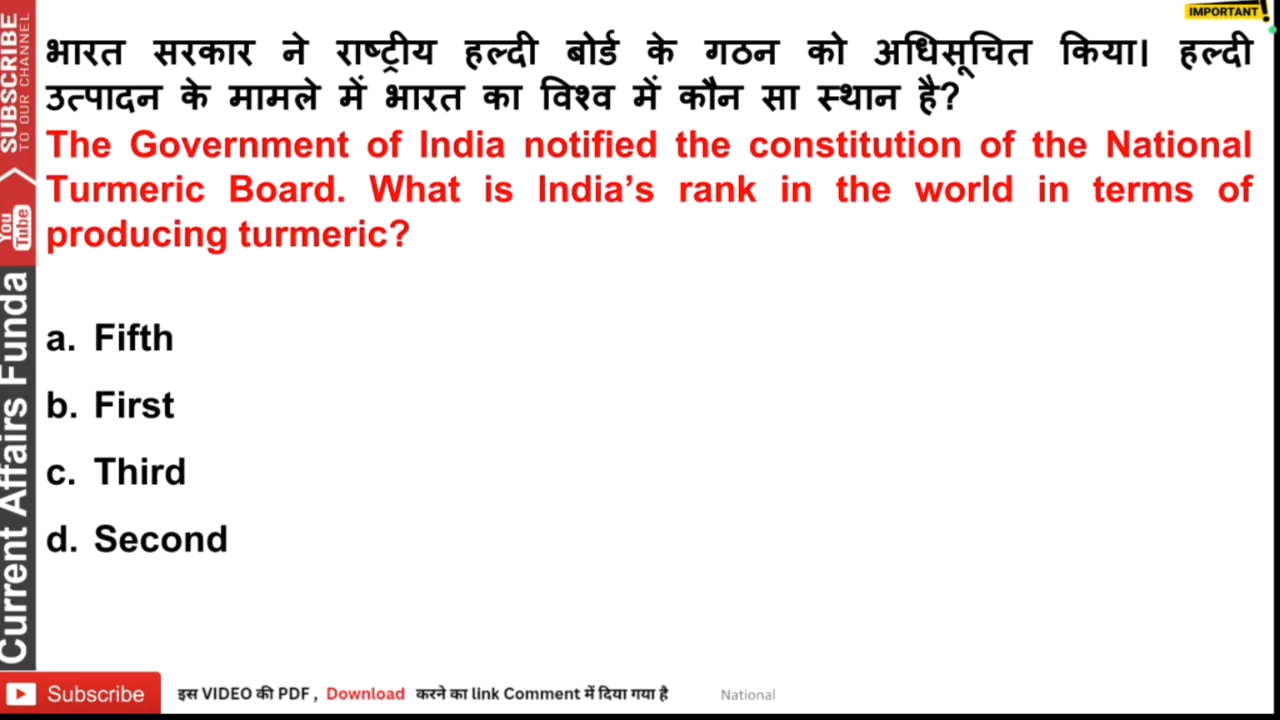 IMPORTANT
भारत सरकार ने राष्ट्रीय हल्दी बोर्ड के गठन को अधिसूचित किया। हल्दी
उत्पादन के मामले में भारत का विश्व में कौन सा स्थान है?
The Government of India notified the constitution of the National
Turmeric Board. What is India’s rank in the world in terms of
producing turmeric?
a. Fifth
b. First
c. Third
d. Second
SUBSCRIBE
TO OUR CHANNEL
You Tube
Current Affairs Funda
Subscribe
इस VIDEO की PDF , Download करने का link Comment में दिया गया है
National